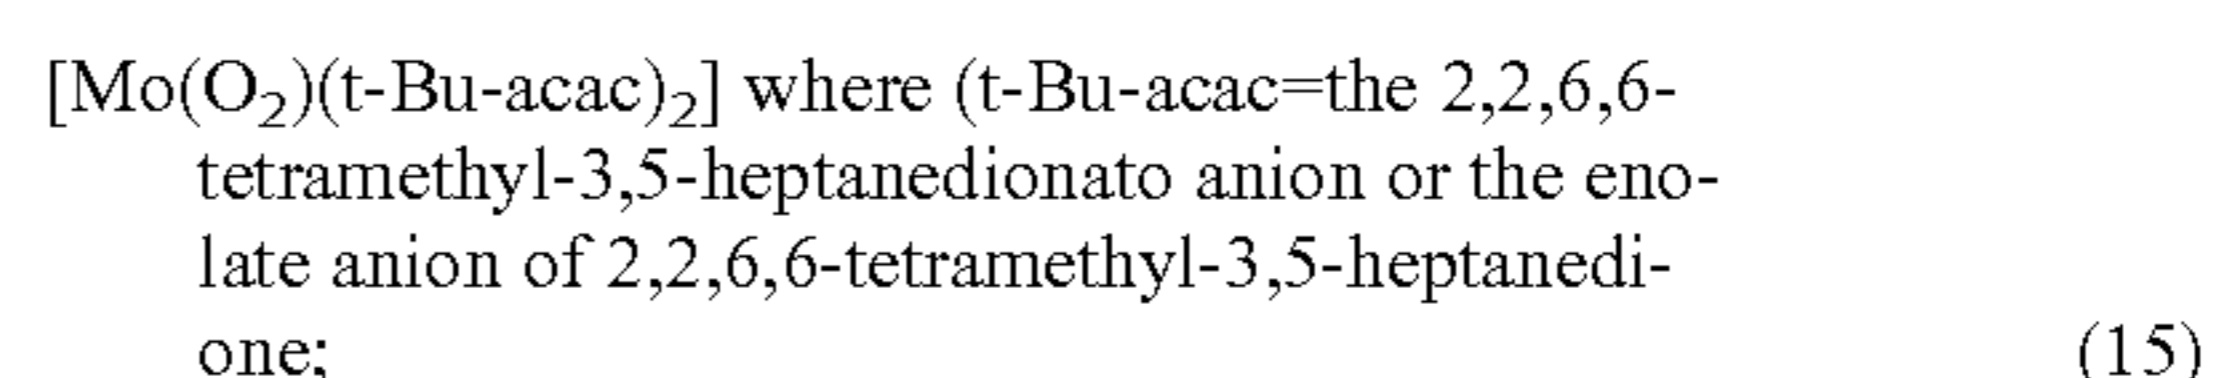 [Mo(O₂)(t-Bu-acac)₂] where (t-Bu-acac=the 2,2,6,6-
tetramethyl-3,5-heptanedionato anion or the eno-
late anion of 2,2,6,6-tetramethyl-3,5-heptanedi-
one; (15)